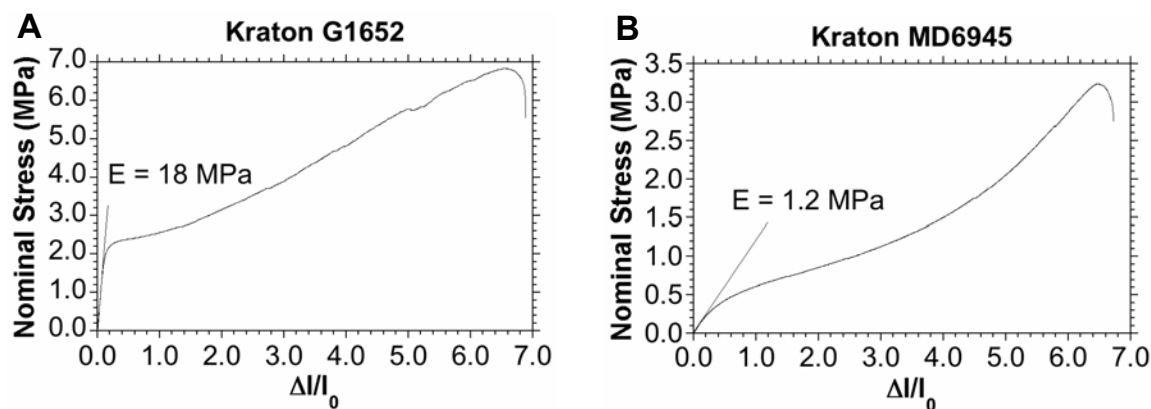 A
Kraton G1652
Nominal Stress (MPa)
7.0
6.0
5.0
4.0
3.0
2.0
1.0
0.0
E = 18 MPa
0.0 1.0 2.0 3.0 4.0 5.0 6.0 7.0
Δl/l₀
B
Kraton MD6945
Nominal Stress (MPa)
3.5
3.0
2.5
2.0
1.5
1.0
0.5
0.0
E = 1.2 MPa
0.0 1.0 2.0 3.0 4.0 5.0 6.0 7.0
Δl/l₀